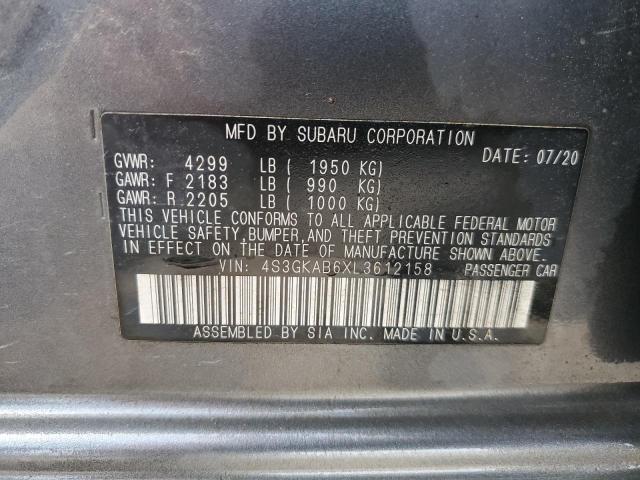 MFD BY SUBARU CORPORATION
GVWR: 4299 LB ( 1950 KG) DATE: 07/20
GAWR: F 2183 LB ( 990 KG)
GAWR: R 2205 LB ( 1000 KG)
THIS VEHICLE CONFORMS TO ALL APPLICABLE FEDERAL MOTOR
VEHICLE SAFETY,BUMPER,AND THEFT PREVENTION STANDARDS
IN EFFECT ON THE DATE OF MANUFACTURE SHOWN ABOVE.
VIN: 4S3GKAB6XL3612158 PASSENGER CAR
ASSEMBLED BY SIA INC. MADE IN U.S.A.